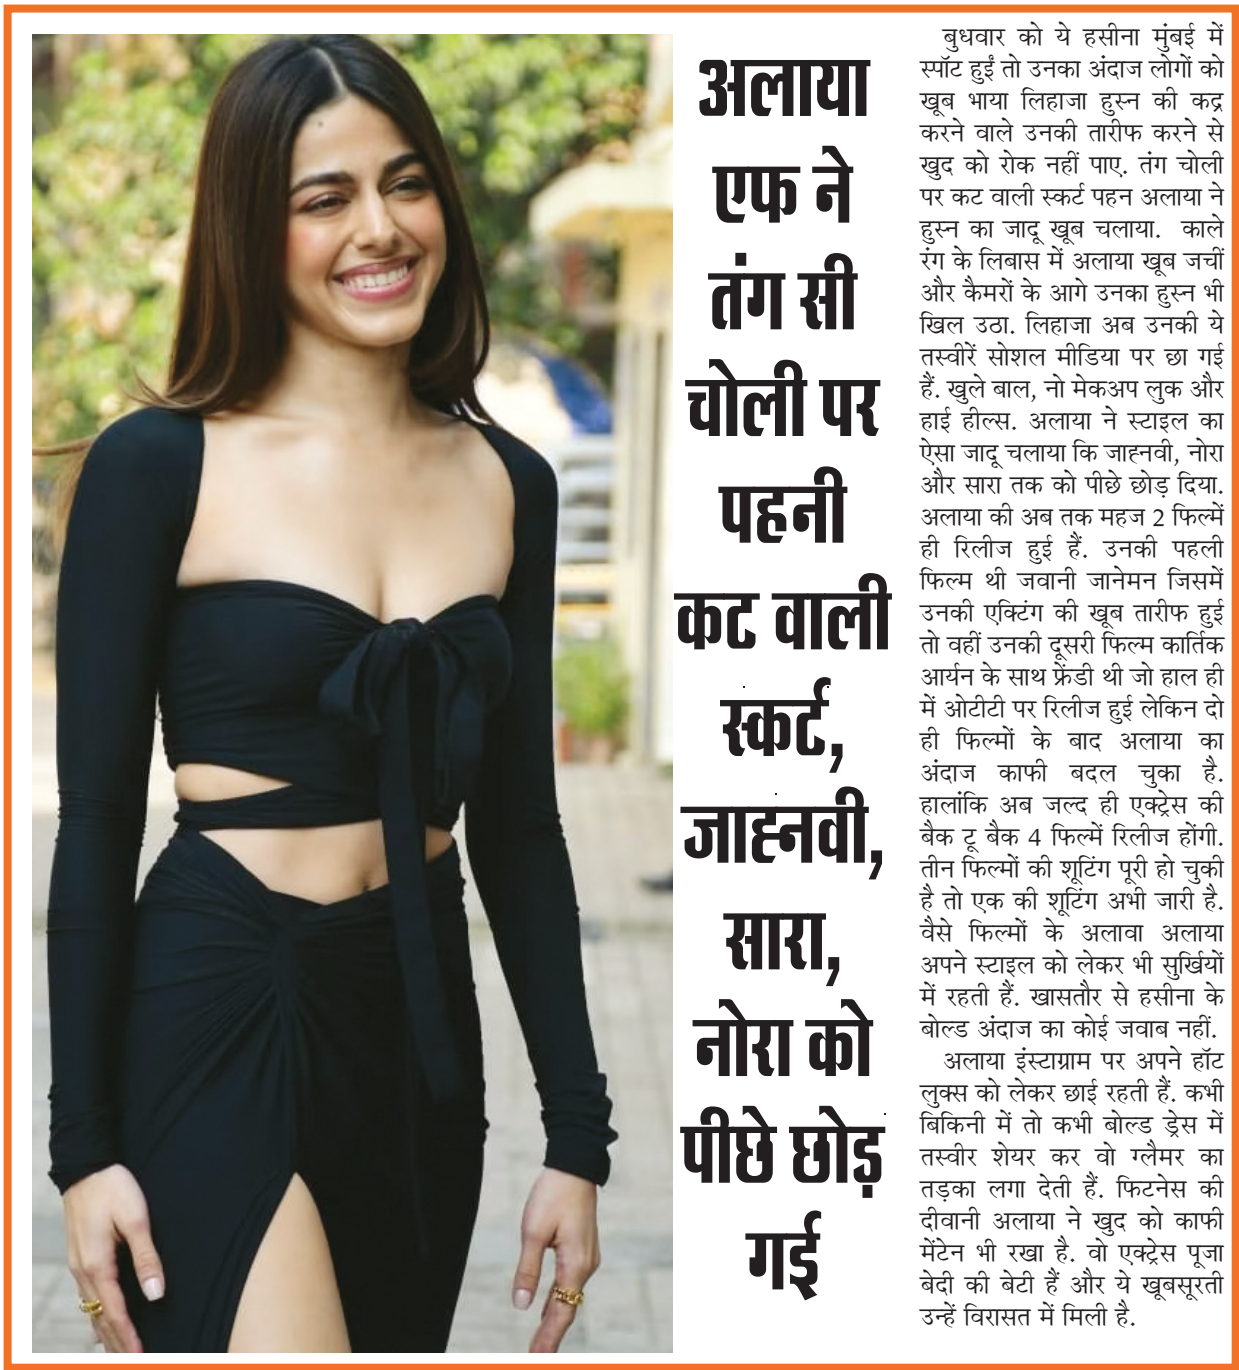 अलाया
एफ ने
तंग सी
चोली पर
पहनी
कट वाली
स्कर्ट,
जाह्नवी,
सारा,
नोरा को
पीछे छोड़
गई
बुधवार को ये हसीना मुंबई में
स्पॉट हुईं तो उनका अंदाज लोगों को
खूब भाया लिहाजा हुस्न की कद्र
करने वाले उनकी तारीफ करने से
खुद को रोक नहीं पाए. तंग चोली
पर कट वाली स्कर्ट पहन अलाया ने
हुस्न का जादू खूब चलाया. काले
रंग के लिबास में अलाया खूब जचीं
और कैमरों के आगे उनका हुस्न भी
खिल उठा. लिहाजा अब उनकी ये
तस्वीरें सोशल मीडिया पर छा गई
हैं. खुले बाल, नो मेकअप लुक और
हाई हील्स. अलाया ने स्टाइल का
ऐसा जादू चलाया कि जाह्नवी, नोरा
और सारा तक को पीछे छोड़ दिया.
अलाया की अब तक महज 2 फिल्में
ही रिलीज हुई हैं. उनकी पहली
फिल्म थी जवानी जानेमन जिसमें
उनकी एक्टिंग की खूब तारीफ हुई
तो वहीं उनकी दूसरी फिल्म कार्तिक
आर्यन के साथ फ्रेंडी थी जो हाल ही
में ओटीटी पर रिलीज हुई लेकिन दो
ही फिल्मों के बाद अलाया का
अंदाज काफी बदल चुका है.
हालांकि अब जल्द ही एक्ट्रेस की
बैक टू बैक 4 फिल्में रिलीज होंगी.
तीन फिल्मों की शूटिंग पूरी हो चुकी
है तो एक की शूटिंग अभी जारी है.
वैसे फिल्मों के अलावा अलाया
अपने स्टाइल को लेकर भी सुर्खियों
में रहती हैं. खासतौर से हसीना के
बोल्ड अंदाज का कोई जवाब नहीं.
अलाया इंस्टाग्राम पर अपने हॉट
लुक्स को लेकर छाई रहती हैं. कभी
बिकिनी में तो कभी बोल्ड ड्रेस में
तस्वीर शेयर कर वो ग्लैमर का
तड़का लगा देती हैं. फिटनेस की
दीवानी अलाया ने खुद को काफी
मेंटेन भी रखा है. वो एक्ट्रेस पूजा
बेदी की बेटी हैं और ये खूबसूरती
उन्हें विरासत में मिली है.